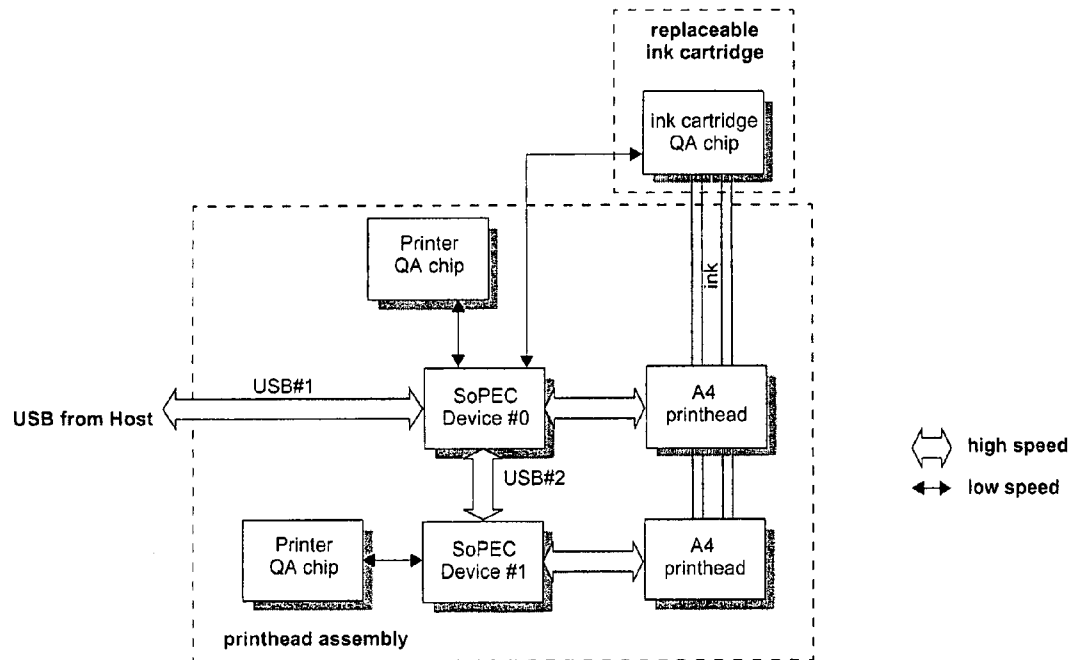 replaceable
ink cartridge
ink cartridge
QA chip
Printer
QA chip
ink
USB#1
SoPEC
Device #0
A4
printhead
USB from Host
high speed
USB#2
low speed
Printer
QA chip
SoPEC
Device #1
A4
printhead
printhead assembly